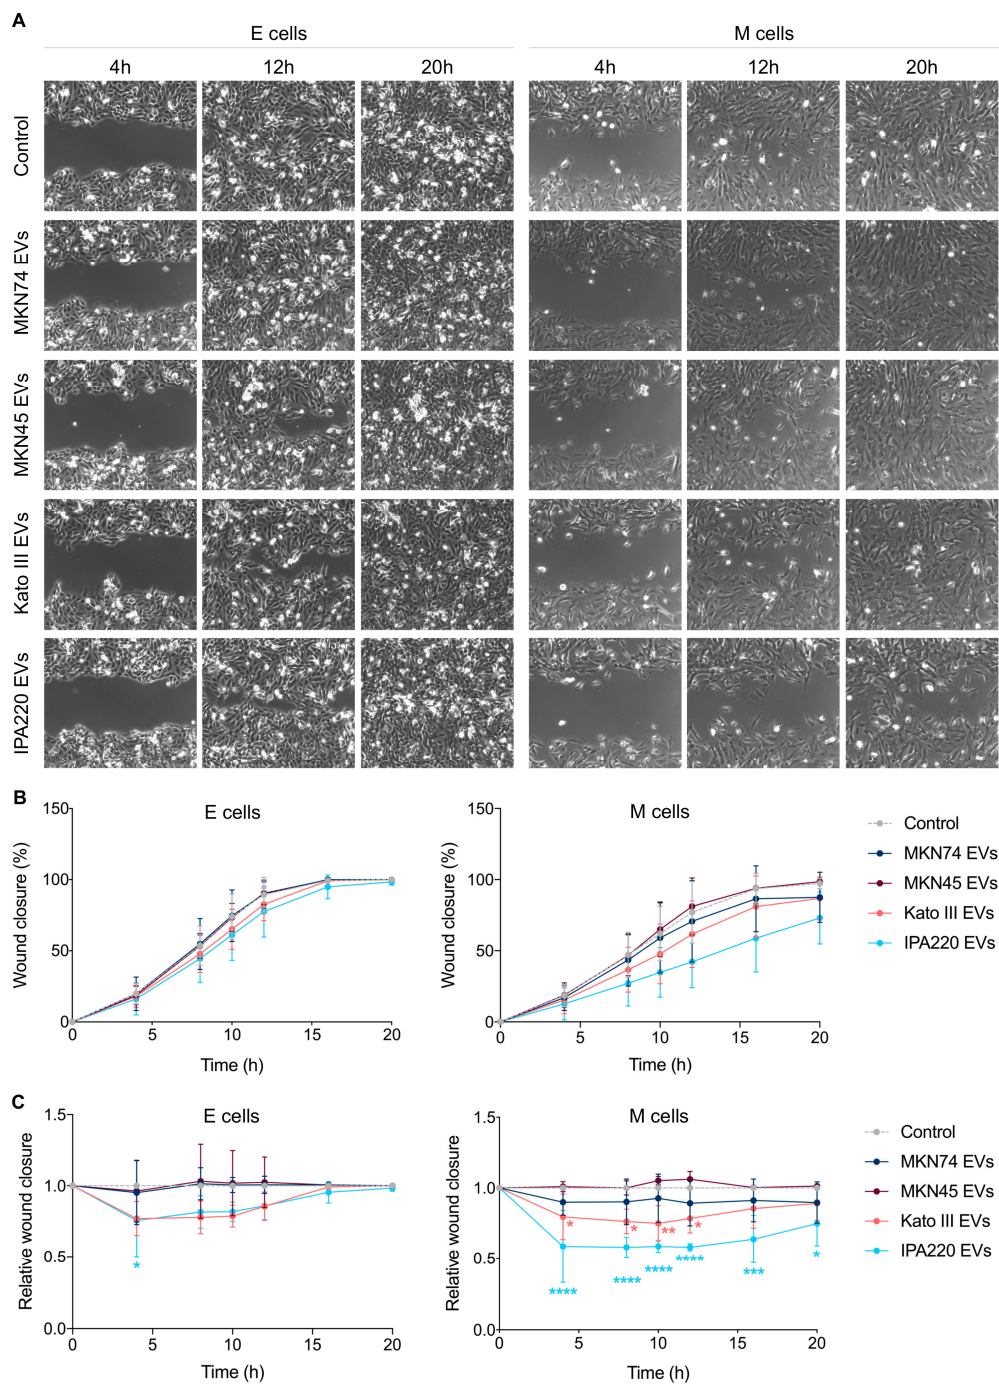 A
E cells
M cells
4h 12h 20h 4h 12h 20h
Control
MKN74 EVs
MKN45 EVs
Kato III EVs
IPA220 EVs
B
E cells
Wound closure (%)
150
100
50
0
5 10 15 20
Time (h)
M cells
Wound closure (%)
150
100
50
0
0 5 10 15 20
Time (h)
Control
MKN74 EVs
MKN45 EVs
Kato III EVs
IPA220 EVs
C
E cells
Relative wound closure
1.5
1.0
0.5
0.0
0 5 10 15 20
Time (h)
*
M cells
Relative wound closure
1.5
1.0
0.5
0.0
0 5 10 15 20
Time (h)
* * ** *
**** **** **** **** *** *
Control
MKN74 EVs
MKN45 EVs
Kato III EVs
IPA220 EVs